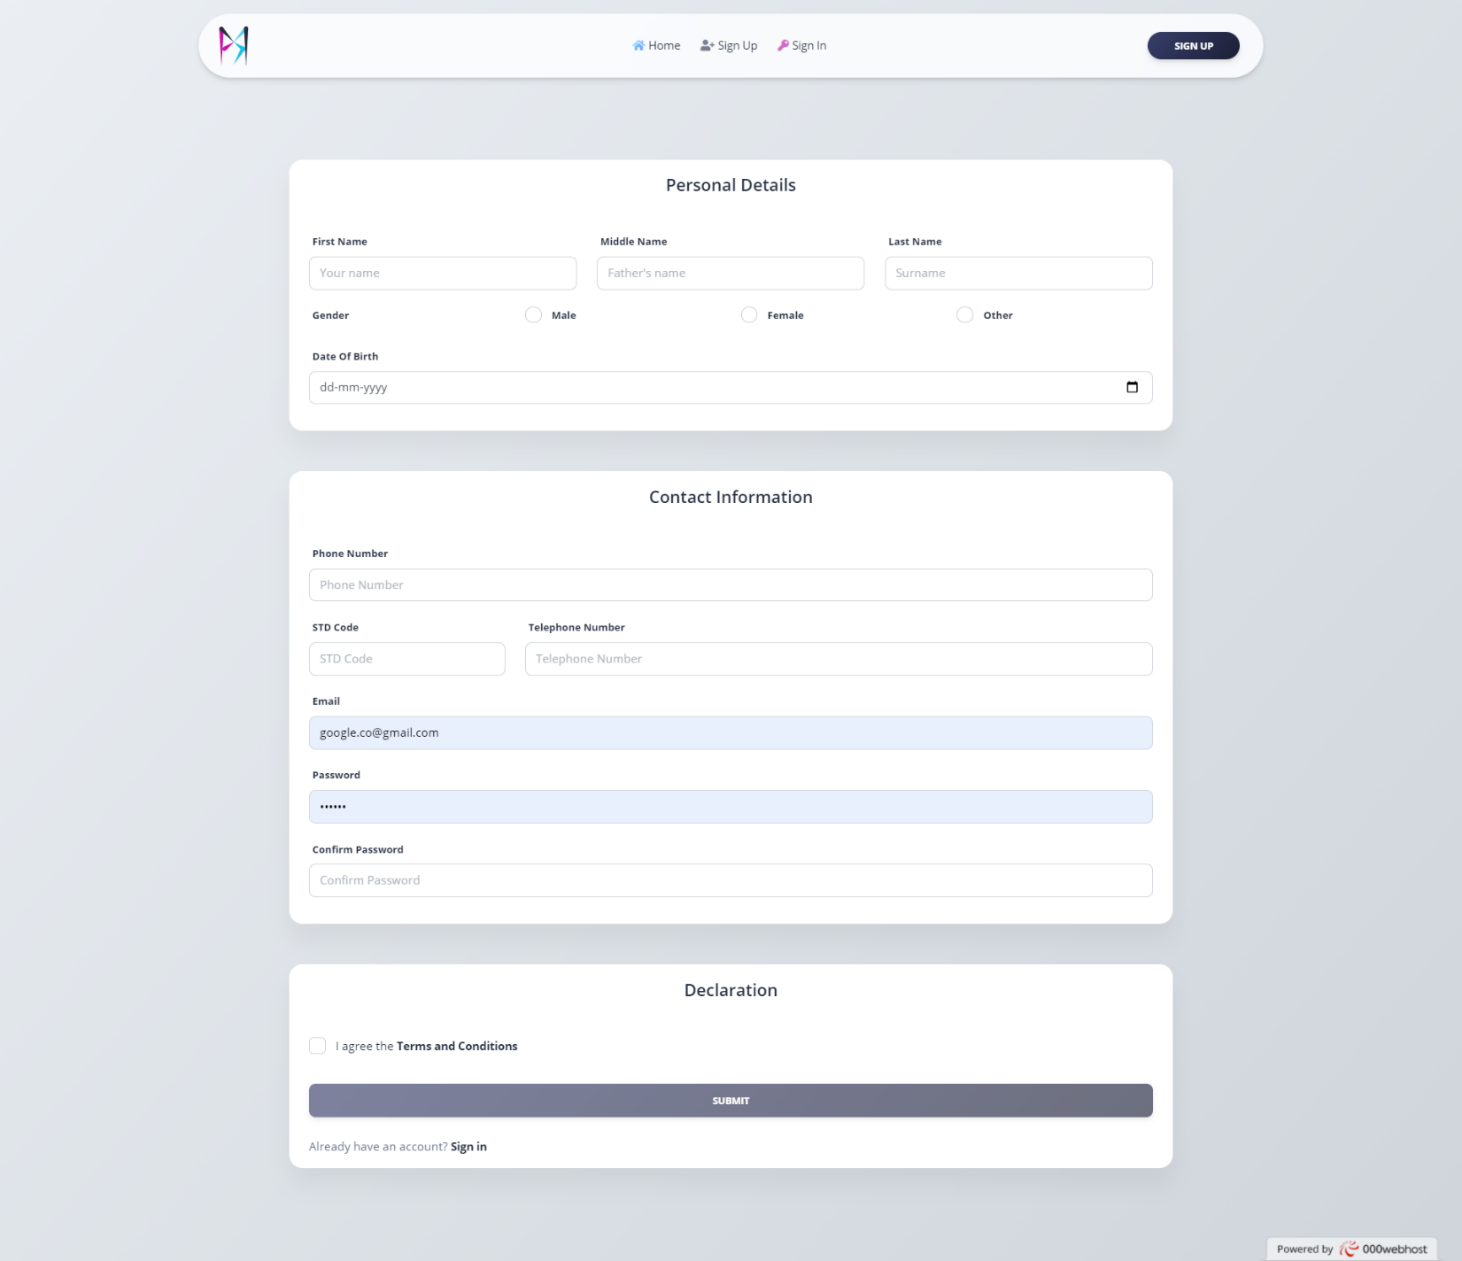 Home Sign Up Sign In SIGN UP
Personal Details
First Name Middle Name Last Name
Your name Father's name Surname
Gender Male Female Other
Date Of Birth
dd-mm-yyyy
Contact Information
Phone Number
Phone Number
STD Code Telephone Number
STD Code Telephone Number
Email
google.co@gmail.com
Password
••••••
Confirm Password
Confirm Password
Declaration
I agree the Terms and Conditions
SUBMIT
Already have an account? Sign in
Powered by 000webhost